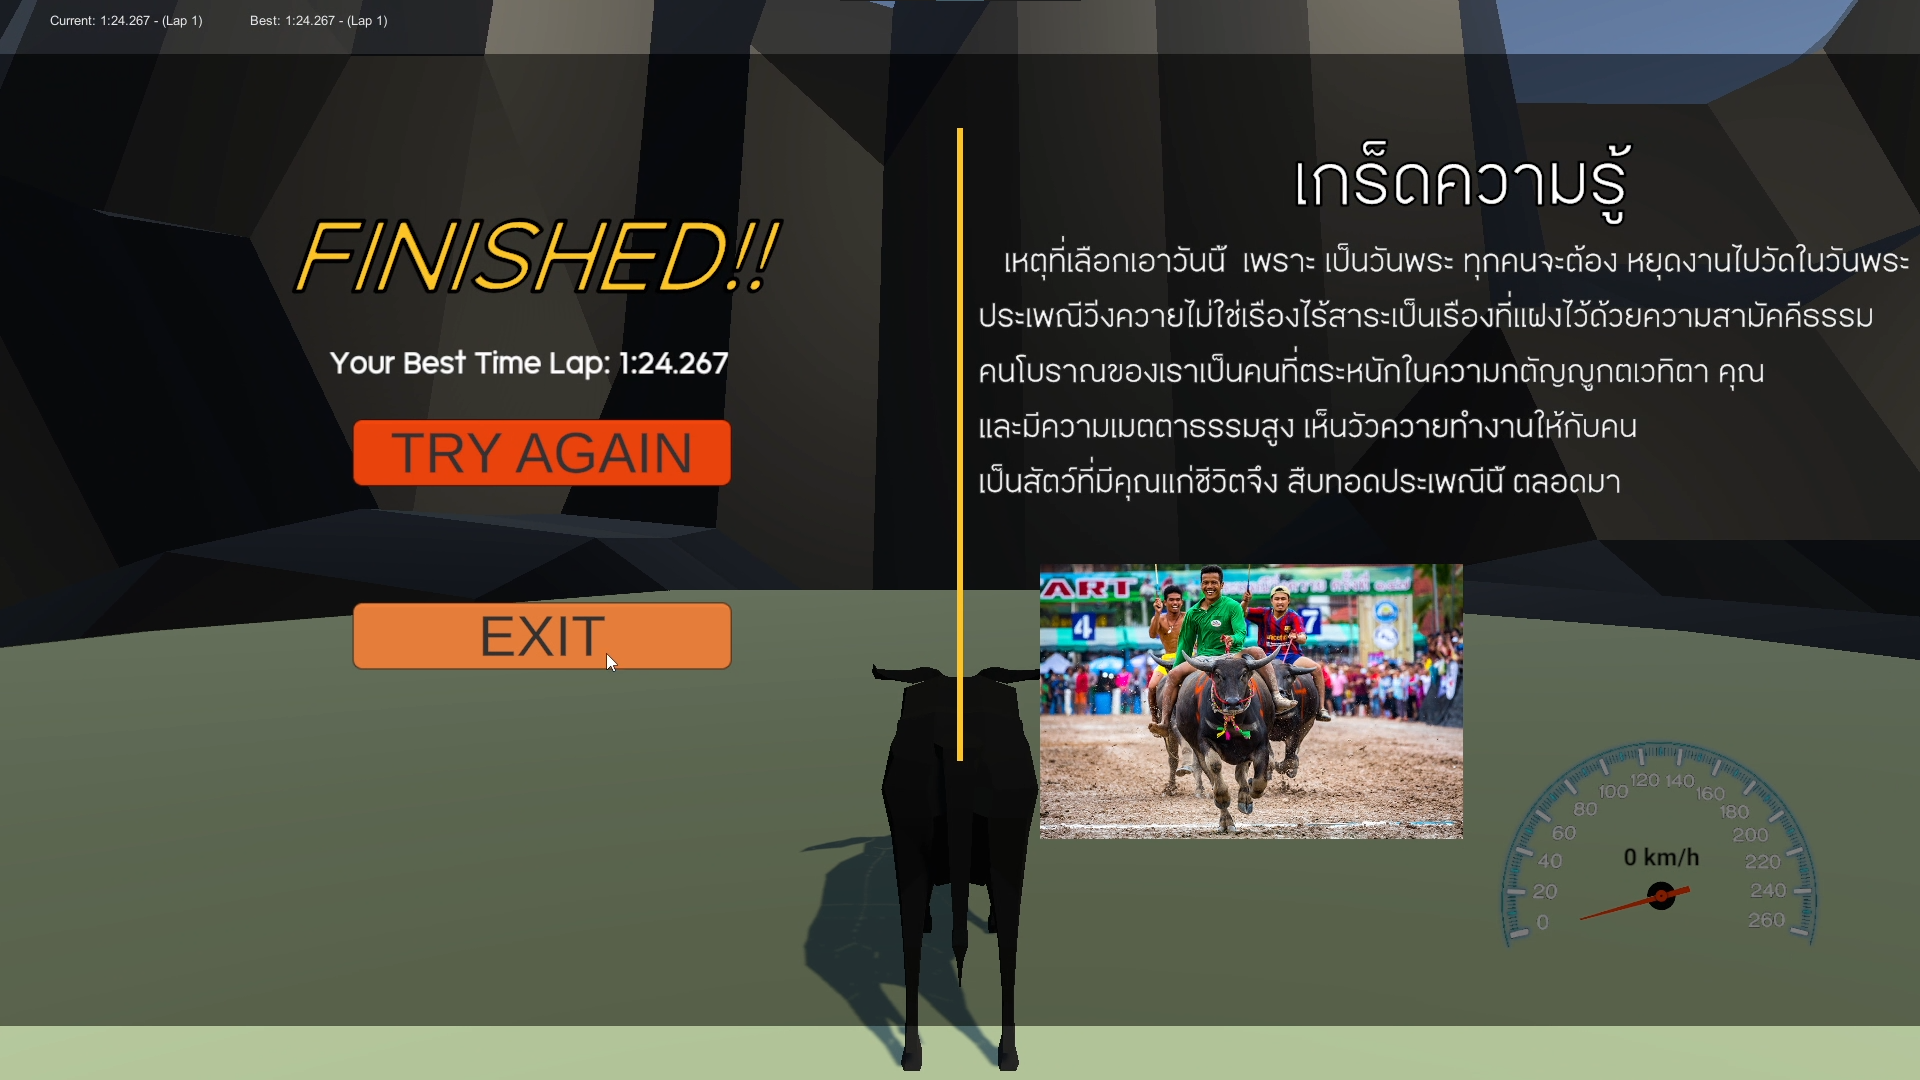 Current: 1:24.267 - (Lap 1)
Best: 1:24.267 - (Lap 1)
FINISHED!!
Your Best Time Lap: 1:24.267
TRY AGAIN
EXIT
เกร็ดความรู้
เหตุที่เลือกเอาวันนี้ เพราะ เป็นวันพระ ทุกคนจะต้อง หยุดงานไปวัดในวันพระ
ประเพณีวิ่งควายไม่ใช่เรื่องไร้สาระเป็นเรื่องที่แฝงไว้ด้วยความสามัคคีธรรม
คนโบราณของเราเป็นคนที่ตระหนักในความกตัญญูกตเวทิตา คุณ
และมีความเมตตาธรรมสูง เห็นวัวควายทำงานให้กับคน
เป็นสัตว์ที่มีคุณแก่ชีวิตจึง สืบทอดประเพณีนี้ ตลอดมา
ART
4
7
0 km/h
0
20
40
60
80
100
120
140
160
180
200
220
240
260